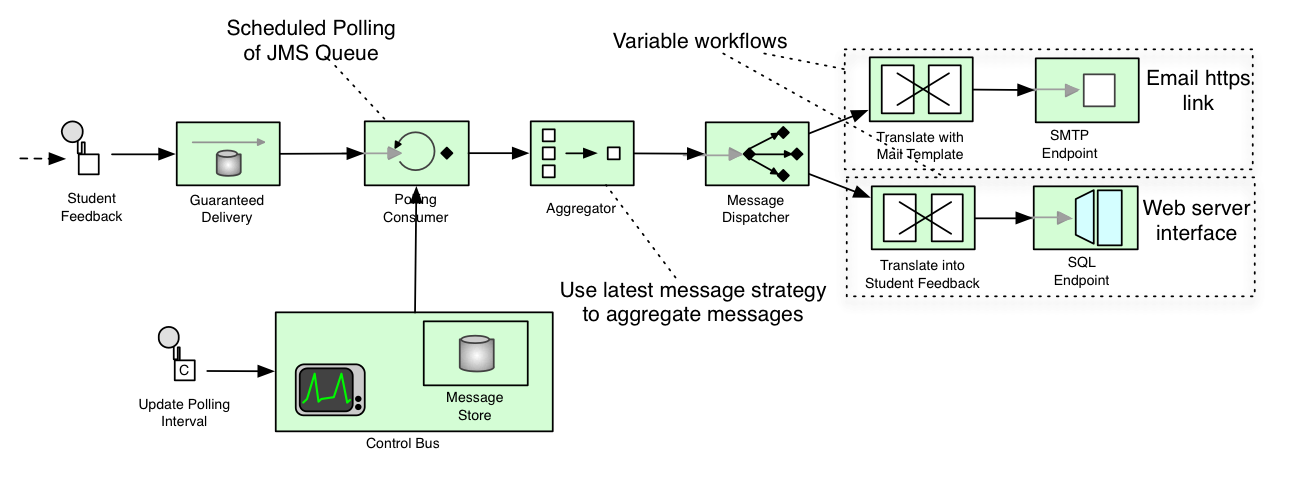 Scheduled Polling
of JMS Queue
Variable workflows
Email https
link
Translate with
Mail Template
SMTP
Endpoint
Student
Feedback
Guaranteed
Delivery
Polling
Consumer
Aggregator
Message
Dispatcher
Web server
interface
Translate into
Student Feedback
SQL
Endpoint
Use latest message strategy
to aggregate messages
C
Update Polling
Interval
Message
Store
Control Bus